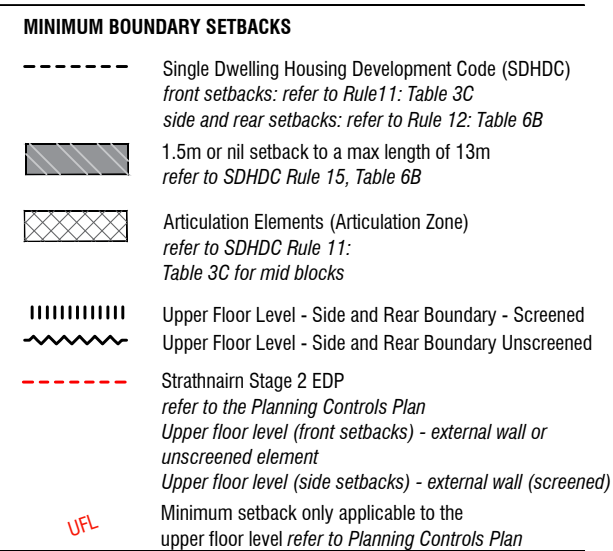 MINIMUM BOUNDARY SETBACKS
Single Dwelling Housing Development Code (SDHDC)
front setbacks: refer to Rule11: Table 3C
side and rear setbacks: refer to Rule 12: Table 6B
1.5m or nil setback to a max length of 13m
refer to SDHDC Rule 15, Table 6B
Articulation Elements (Articulation Zone)
refer to SDHDC Rule 11:
Table 3C for mid blocks
Upper Floor Level - Side and Rear Boundary - Screened
Upper Floor Level - Side and Rear Boundary Unscreened
Strathnairn Stage 2 EDP
refer to the Planning Controls Plan
Upper floor level (front setbacks) - external wall or
unscreened element
Upper floor level (side setbacks) - external wall (screened)
UFL
Minimum setback only applicable to the
upper floor level refer to Planning Controls Plan